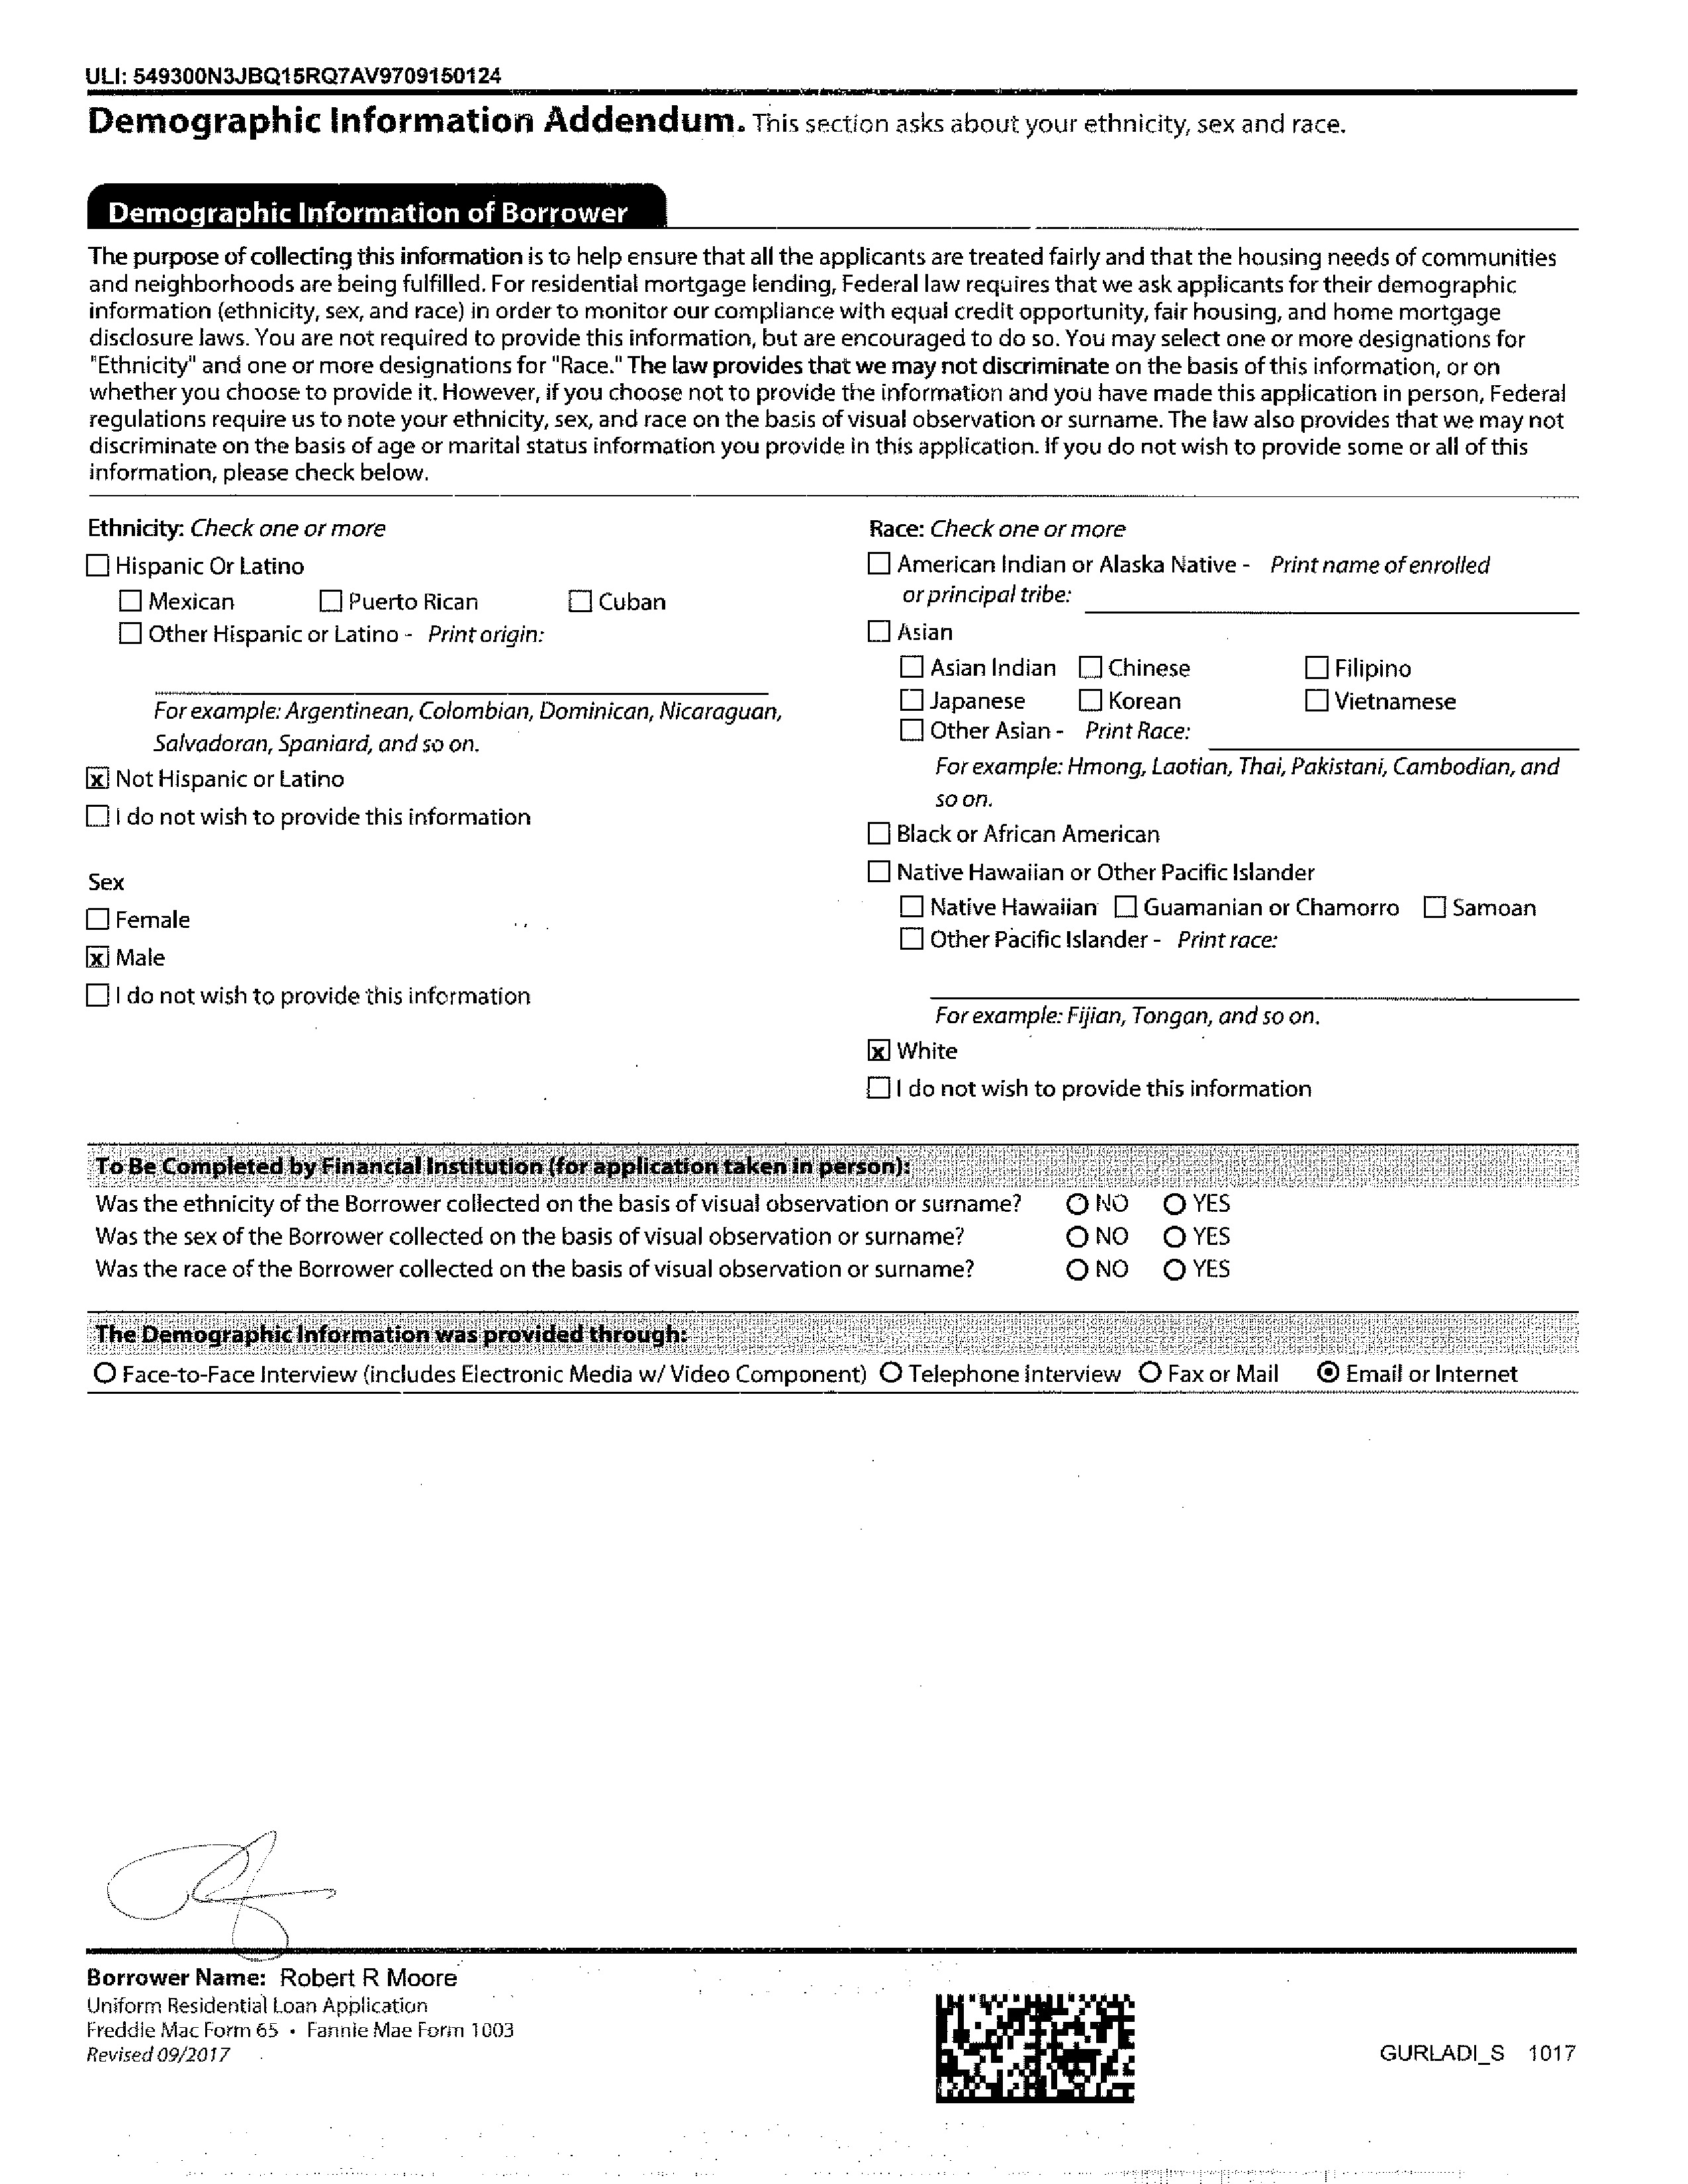 ULI: 549300N3JBQ15RQ7AV9709150124
Demographic Information Addendum. This section asks about your ethnicity, sex and race.
Demographic Information of Borrower
The purpose of collecting this information is to help ensure that all the applicants are treated fairly and that the housing needs of communities
and neighborhoods are being fulfilled. For residential mortgage lending, Federal law requires that we ask applicants for their demographic
information (ethnicity, sex, and race) in order to monitor our compliance with equal credit opportunity, fair housing, and home mortgage
disclosure laws. You are not required to provide this information, but are encouraged to do so. You may select one or more designations for
"Ethnicity" and one or more designations for "Race." The law provides that we may not discriminate on the basis of this information, or on
whether you choose to provide it. However, if you choose not to provide the information and you have made this application in person, Federal
regulations require us to note your ethnicity, sex, and race on the basis of visual observation or surname. The law also provides that we may not
discriminate on the basis of age or marital status information you provide in this application. If you do not wish to provide some or all of this
information, please check below.
Ethnicity: Check one or more
☐ Hispanic Or Latino
☐ Mexican ☐ Puerto Rican ☐ Cuban
☐ Other Hispanic or Latino - Print origin:
For example: Argentinean, Colombian, Dominican, Nicaraguan,
Salvadoran, Spaniard, and so on.
☒ Not Hispanic or Latino
☐ I do not wish to provide this information
Sex
☐ Female
☒ Male
☐ I do not wish to provide this information
Race: Check one or more
☐ American Indian or Alaska Native - Print name of enrolled
or principal tribe:
☐ Asian
☐ Asian Indian ☐ Chinese ☐ Filipino
☐ Japanese ☐ Korean ☐ Vietnamese
☐ Other Asian - Print Race:
For example: Hmong, Laotian, Thai, Pakistani, Cambodian, and
so on.
☐ Black or African American
☐ Native Hawaiian or Other Pacific Islander
☐ Native Hawaiian ☐ Guamanian or Chamorro ☐ Samoan
☐ Other Pacific Islander - Print race:
For example: Fijian, Tongan, and so on.
☒ White
☐ I do not wish to provide this information
To Be Completed by Financial Institution (for application taken in person):
Was the ethnicity of the Borrower collected on the basis of visual observation or surname? ○ NO ○ YES
Was the sex of the Borrower collected on the basis of visual observation or surname? ○ NO ○ YES
Was the race of the Borrower collected on the basis of visual observation or surname? ○ NO ○ YES
The Demographic Information was provided through:
○ Face-to-Face Interview (includes Electronic Media w/ Video Component) ○ Telephone Interview ○ Fax or Mail ◉ Email or Internet
Borrower Name: Robert R Moore
Uniform Residential Loan Application
Freddie Mac Form 65 • Fannie Mae Form 1003
Revised 09/2017
GURLADI_S 1017